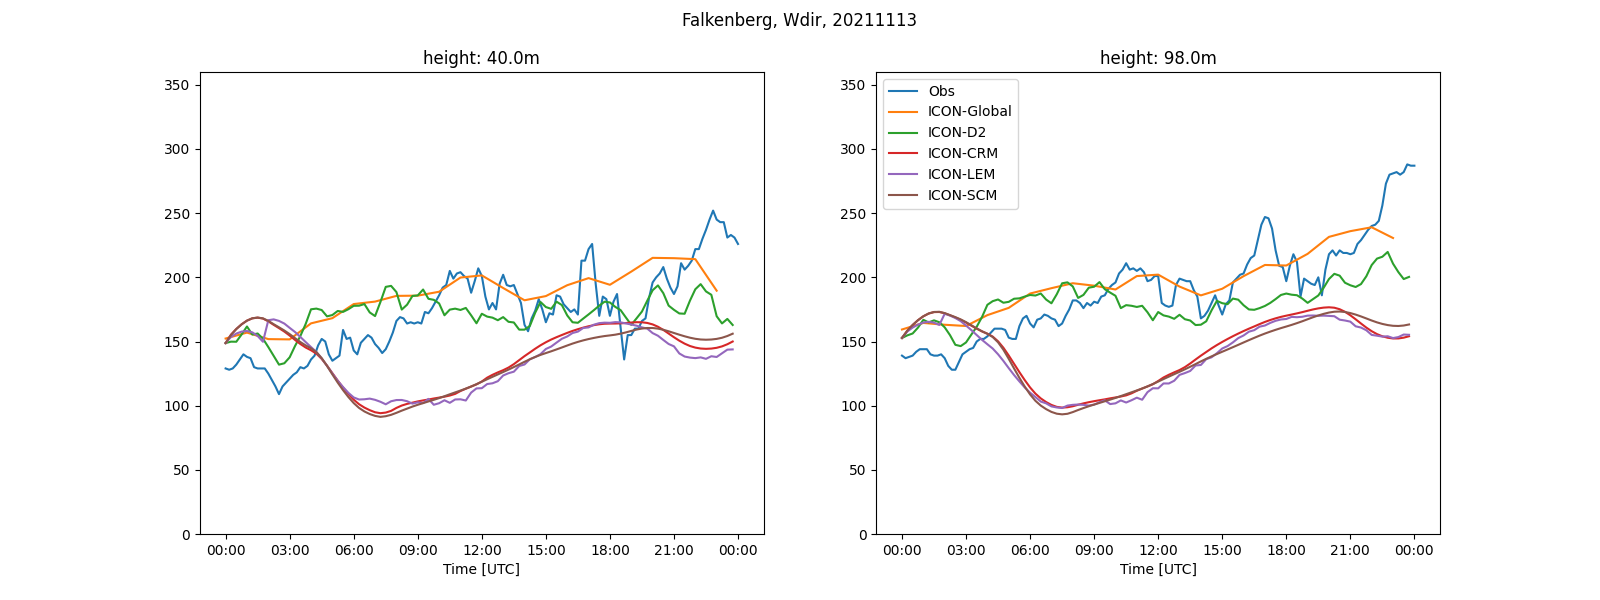 Falkenberg, Wdir, 20211113
height: 40.0m
350
300
250
200
150
100
50
0
00:00 03:00 06:00 09:00 12:00 15:00 18:00 21:00 00:00
Time [UTC]
height: 98.0m
350
300
250
200
150
100
50
0
Obs
ICON-Global
ICON-D2
ICON-CRM
ICON-LEM
ICON-SCM
00:00 03:00 06:00 09:00 12:00 15:00 18:00 21:00 00:00
Time [UTC]